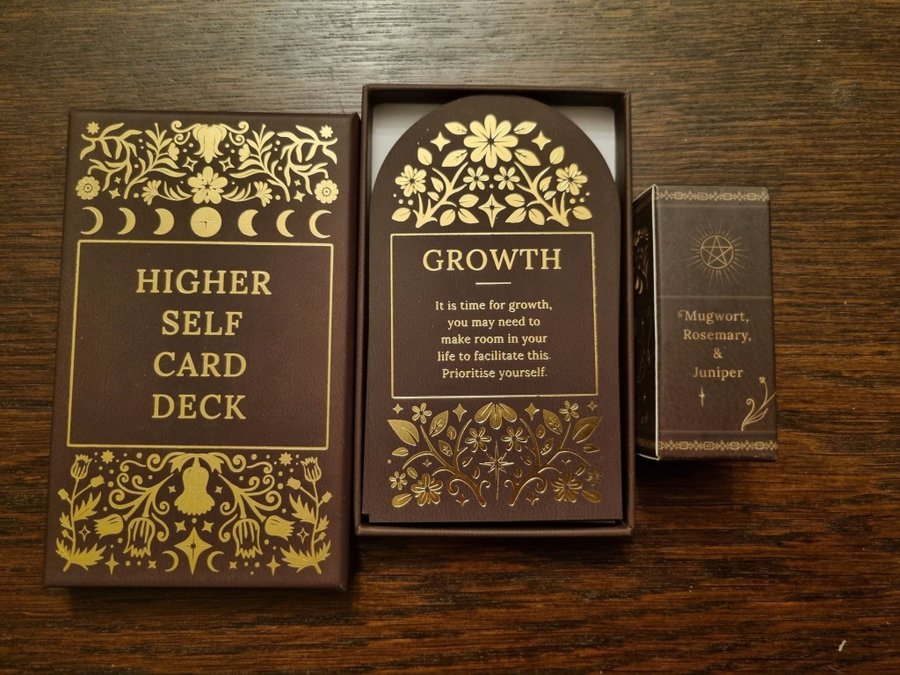 HIGHER
SELF
CARD
DECK
GROWTH
It is time for growth,
you may need to
make room in your
life to facilitate this.
Prioritise yourself.
Mugwort,
Rosemary,
&
Juniper